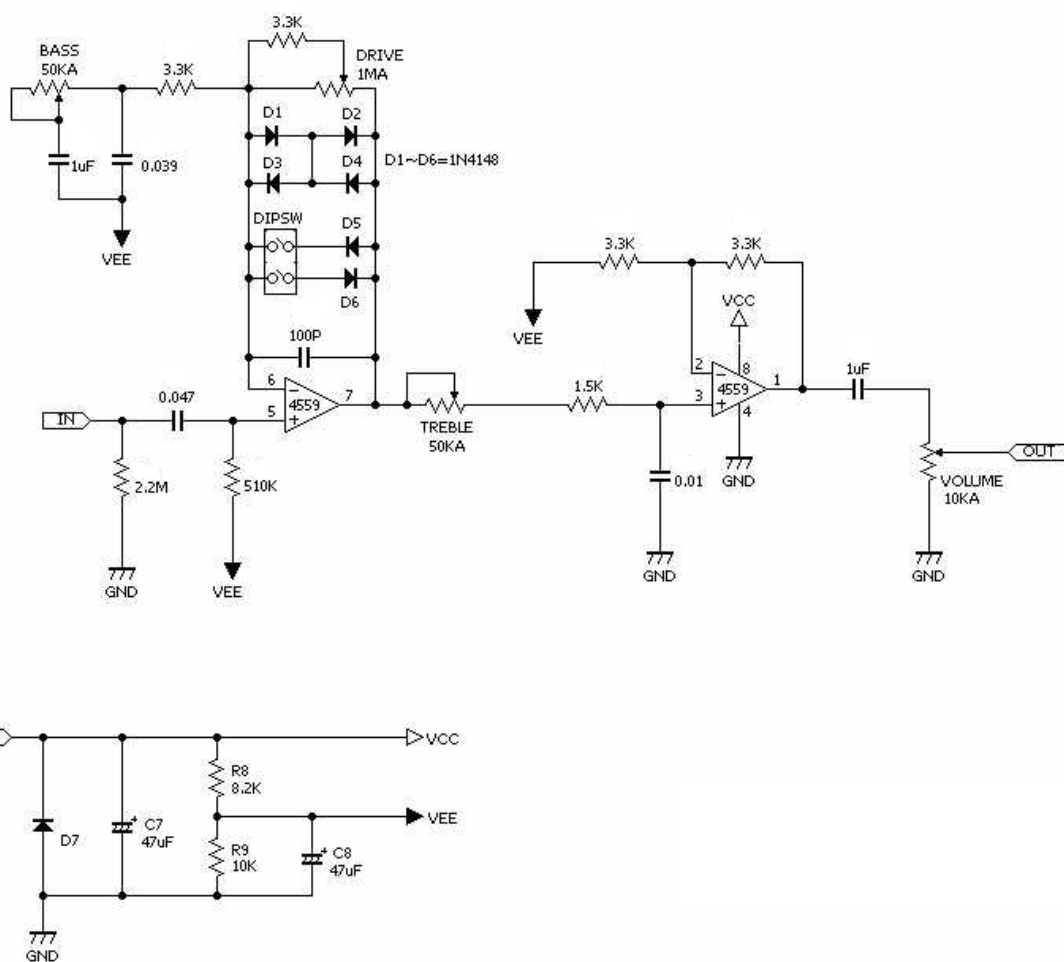 3.3K
BASS
50KA
3.3K
DRIVE
1MA
D1
D2
1uF
0.039
D3
D4
D1~D6=1N4148
DIPSW
D5
VEE
D6
3.3K
3.3K
VCC
VEE
100P
6
4559
7
5
2
8
4559
1
3
4
1uF
0.047
IN
1.5K
TREBLE
50KA
OUT
2.2M
510K
0.01
GND
VOLUME
10KA
GND
VEE
GND
GND
VCC
R8
8.2K
VEE
D7
C7
47uF
R9
10K
C8
47uF
GND